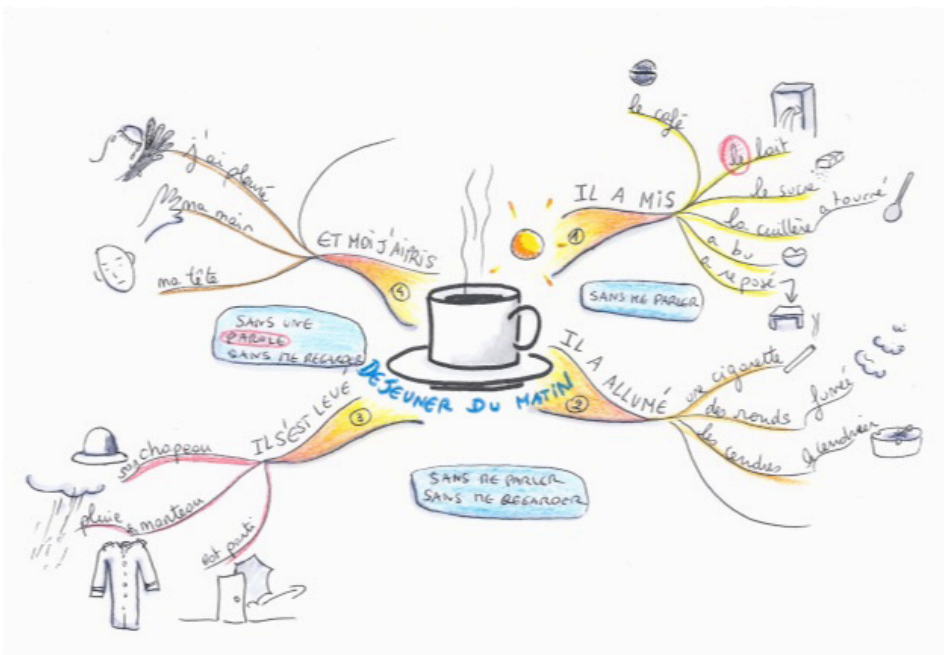 DEJEUNER DU MATIN
① IL A MIS
le café
le lait
le sucre
la cuillère a tourné
a bu
a reposé
SANS ME PARLER
② IL A ALLUMÉ
une cigarette
des ronds fumée
les cendres le cendrier
SANS ME PARLER
SANS ME REGARDER
③ IL S'EST LEVÉ
son chapeau
manteau
pluie
est parti
SANS UNE
PAROLE
SANS ME REGARDER
④ ET MOI J'AI PRIS
ma tête
ma main
j'ai pleuré